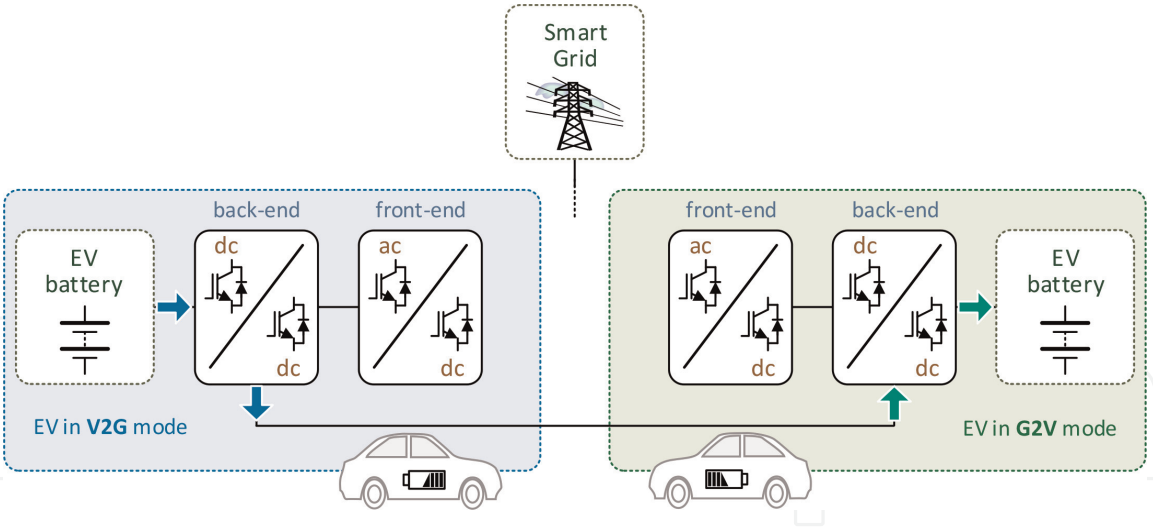 Smart
Grid
back-end
front-end
EV
battery
dc
dc
ac
dc
EV in V2G mode
front-end
back-end
ac
dc
dc
dc
EV
battery
EV in G2V mode